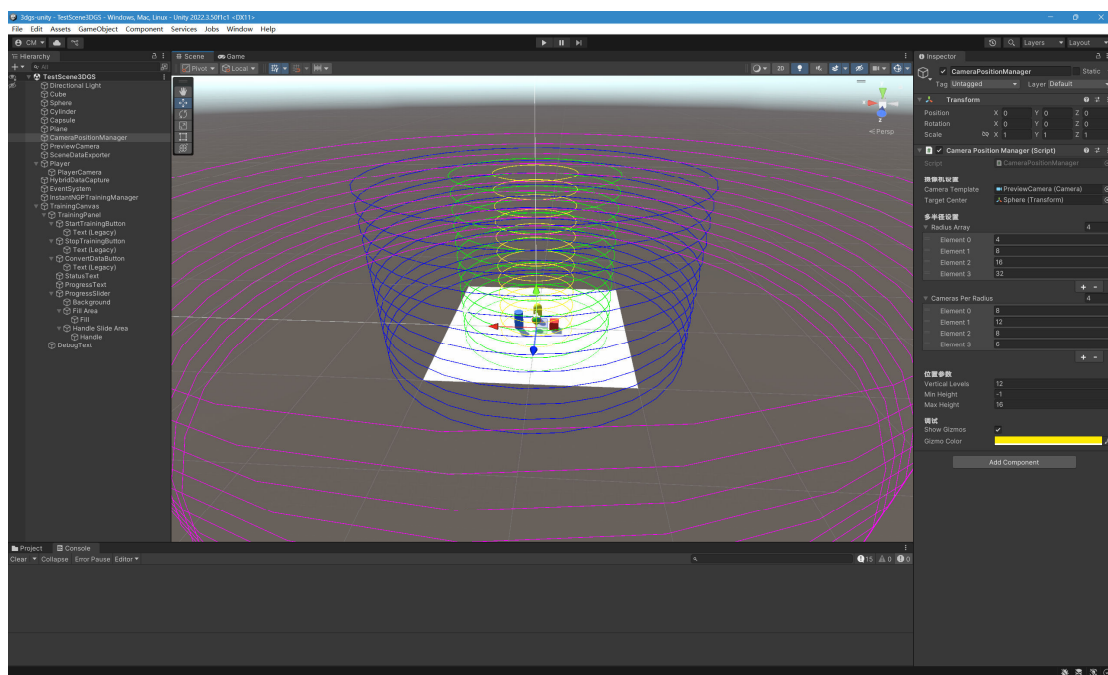 3dgs-unity - TestScene3DGS - Windows, Mac, Linux - Unity 2022.3.50f1c1 <DX11>
File Edit Assets GameObject Component Services Jobs Window Help
CM
Layers Layout
Hierarchy
All
TestScene3DGS
Directional Light
Cube
Sphere
Cylinder
Capsule
Plane
CameraPositionManager
PreviewCamera
SceneDataExporter
Player
PlayerCamera
HybridDataCapture
EventSystem
InstantNGPTrainingManager
TrainingCanvas
TrainingPanel
StartTrainingButton
Text (Legacy)
StopTrainingButton
Text (Legacy)
ConvertDataButton
Text (Legacy)
StatusText
ProgressText
ProgressSlider
Background
Fill Area
Fill
Handle Slide Area
Handle
DebugText
Scene Game
Pivot Local
2D
x
z
Persp
Inspector
CameraPositionManager Static
Tag Untagged Layer Default
Transform
Position X 0 Y 0 Z 0
Rotation X 0 Y 0 Z 0
Scale X 1 Y 1 Z 1
Camera Position Manager (Script)
Script CameraPositionManager
摄像机设置
Camera Template PreviewCamera (Camera)
Target Center Sphere (Transform)
多半径设置
Radius Array 4
Element 0 4
Element 1 8
Element 2 16
Element 3 32
+ -
Cameras Per Radius 4
Element 0 8
Element 1 12
Element 2 8
Element 3
+ -
位置参数
Vertical Levels 12
Min Height -1
Max Height 16
调试
Show Gizmos
Gizmo Color
Add Component
Project Console
Clear Collapse Error Pause Editor
15 0 0